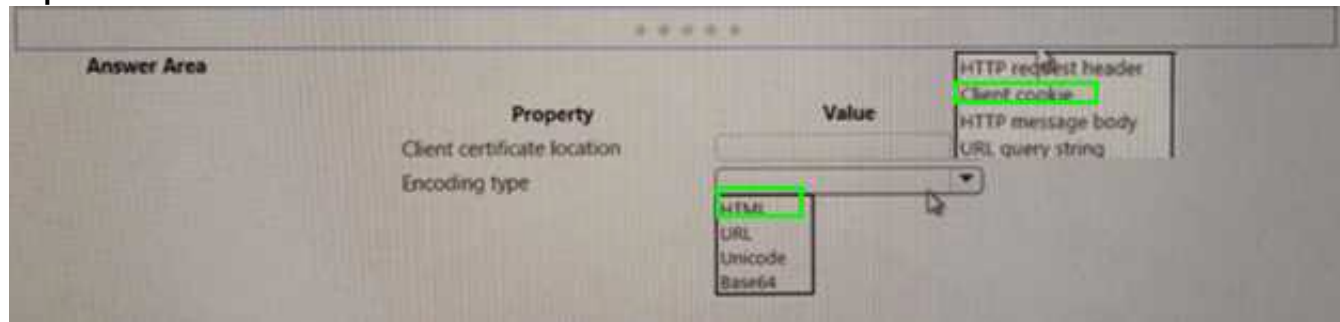 Answer Area
HTTP request header
Client cookie
Property Value
HTTP message body
Client certificate location
URL query string
Encoding type
HTML
URL
Unicode
Base64